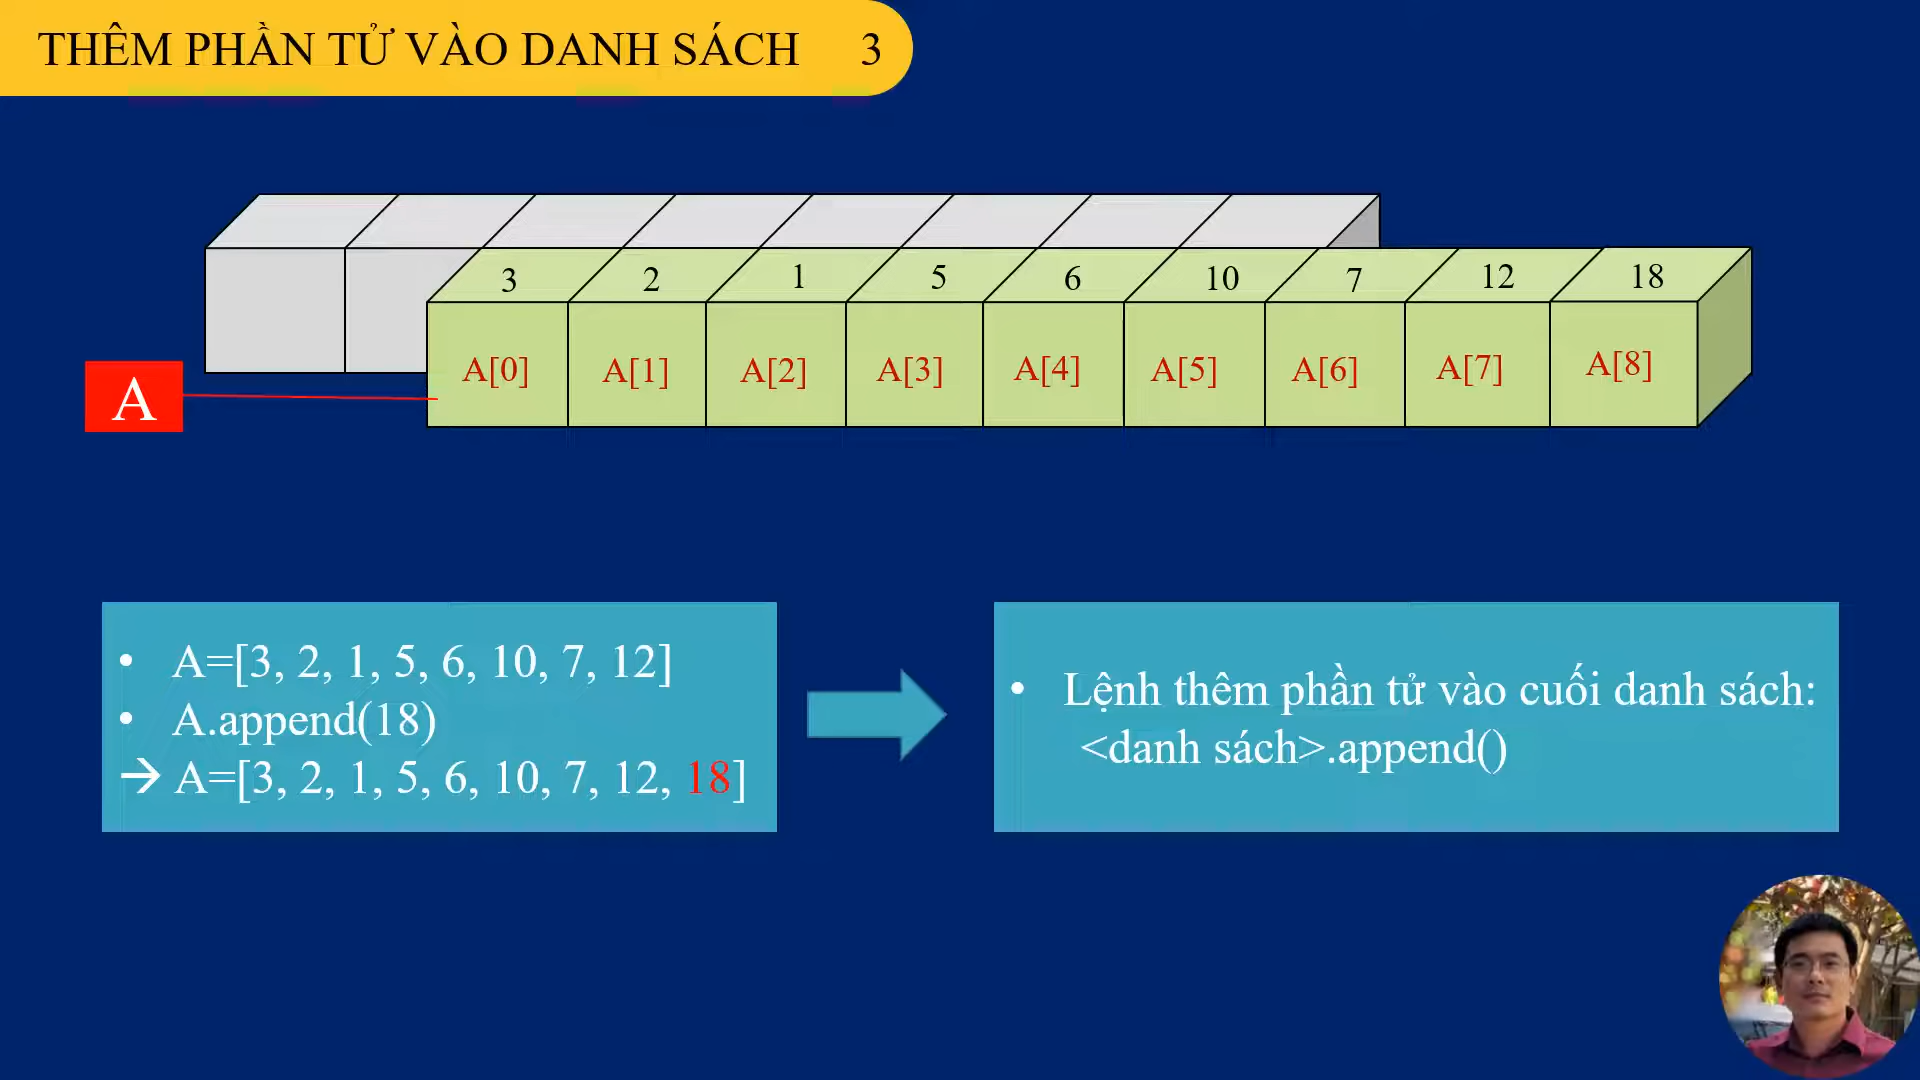 THÊM PHẦN TỬ VÀO DANH SÁCH 3
3 2 1 5 6 10 7 12 18
A[0] A[1] A[2] A[3] A[4] A[5] A[6] A[7] A[8]
A
• A=[3, 2, 1, 5, 6, 10, 7, 12]
• A.append(18)
→ A=[3, 2, 1, 5, 6, 10, 7, 12, 18]
• Lệnh thêm phần tử vào cuối danh sách:
<danh sách>.append()